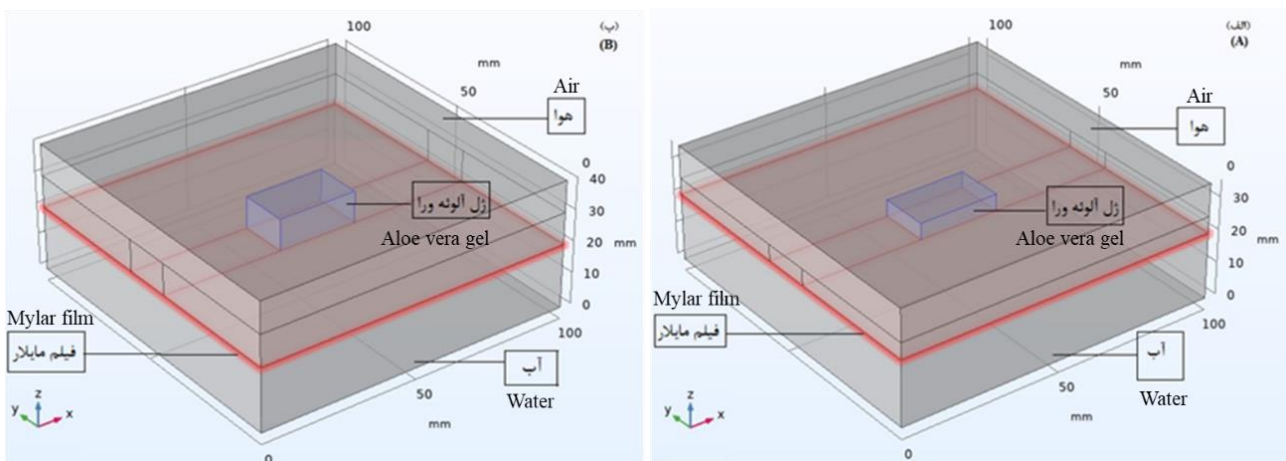 (ب)
(B)
100
mm
50
Air
هوا
0
40
30
20
mm
10
0
ژل آلوئه ورا
Aloe vera gel
Mylar film
فیلم مایلار
آب
Water
100
50
mm
0
z
y
x
(الف)
(A)
100
mm
50
Air
هوا
0
30
20
mm
10
0
ژل آلوئه ورا
Aloe vera gel
Mylar film
فیلم مایلار
آب
Water
100
50
mm
0
z
y
x